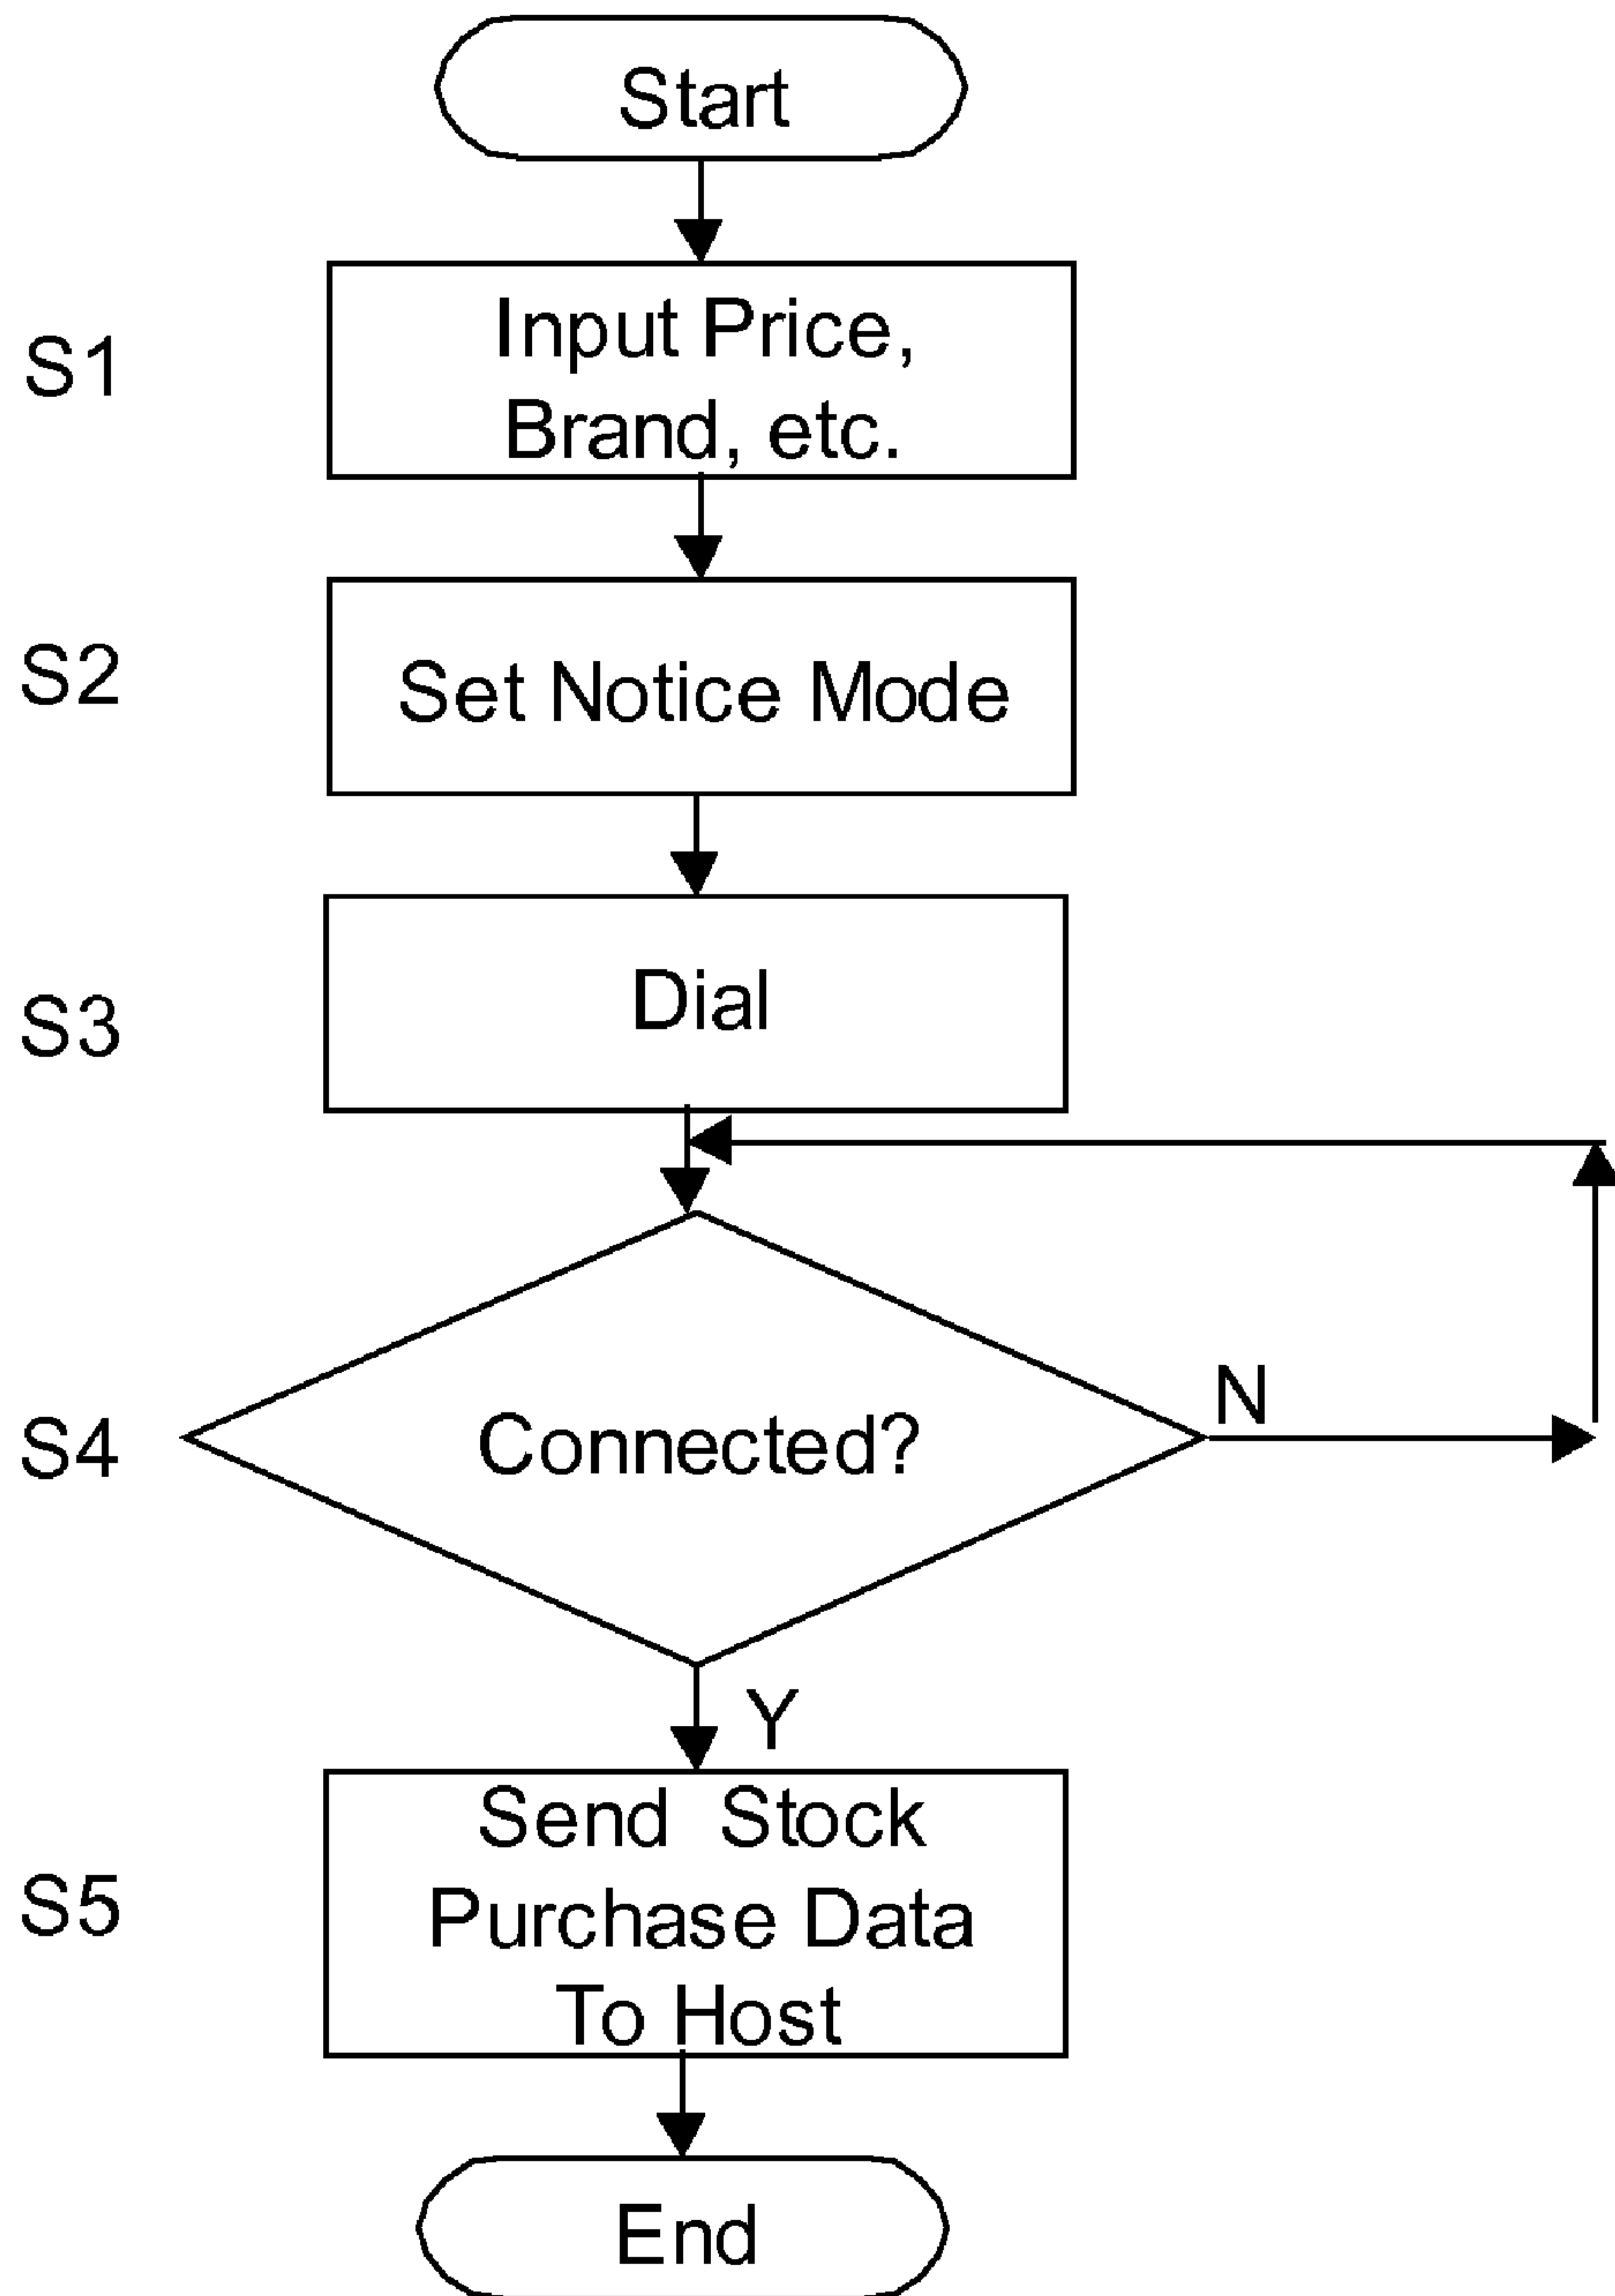 Start
S1
Input Price,
Brand, etc.
S2
Set Notice Mode
S3
Dial
S4
Connected?
N
Y
S5
Send Stock
Purchase Data
To Host
End